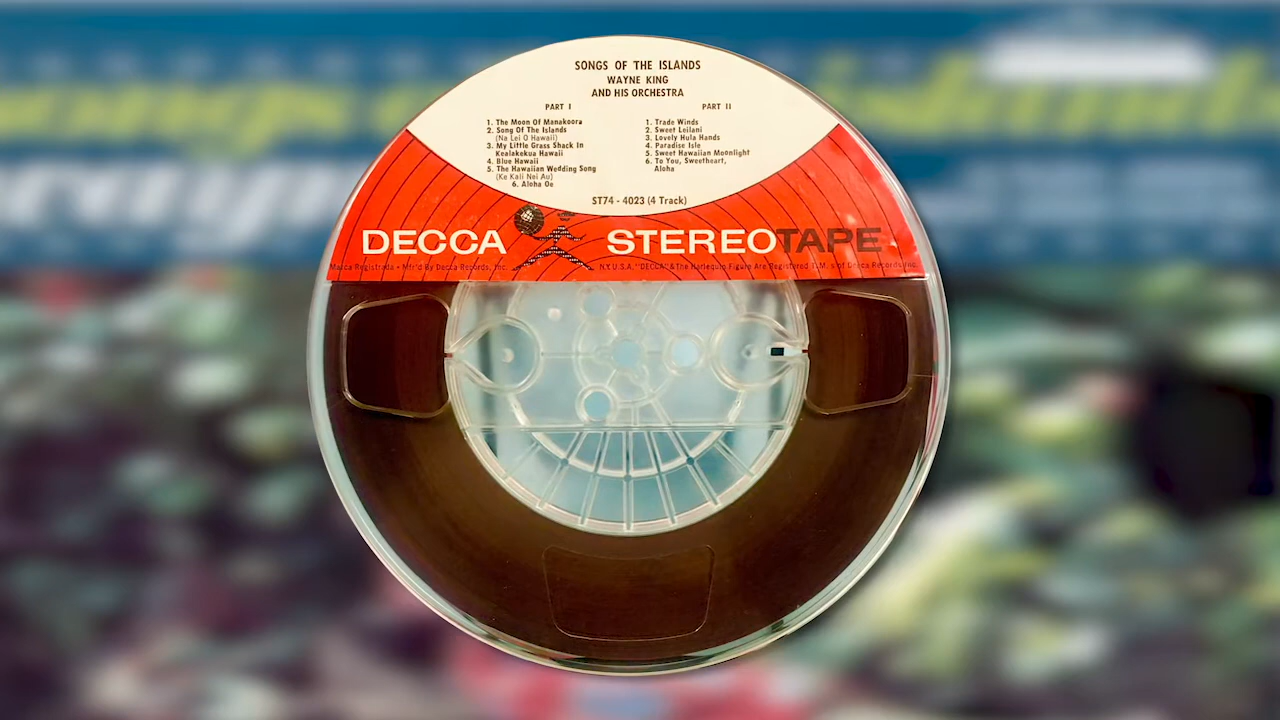 SONGS OF THE ISLANDS
WAYNE KING
AND HIS ORCHESTRA
PART I
1. The Moon Of Manakoora
2. Song Of The Islands
(Na Lei O Hawaii)
3. My Little Grass Shack In
Kealakekua Hawaii
4. Blue Hawaii
5. The Hawaiian Wedding Song
(Ke Kali Nei Au)
6. Aloha Oe
PART II
1. Trade Winds
2. Sweet Leilani
3. Lovely Hula Hands
4. Paradise Isle
5. Sweet Hawaiian Moonlight
6. To You, Sweetheart,
Aloha
ST74 - 4023 (4 Track)
DECCA STEREOTAPE
Marca Registrada • Mfr'd By Decca Records, Inc. N.Y. U.S.A. "DECCA" & The Harlequin Figure Are Registered T.M.'s of Decca Records Inc.